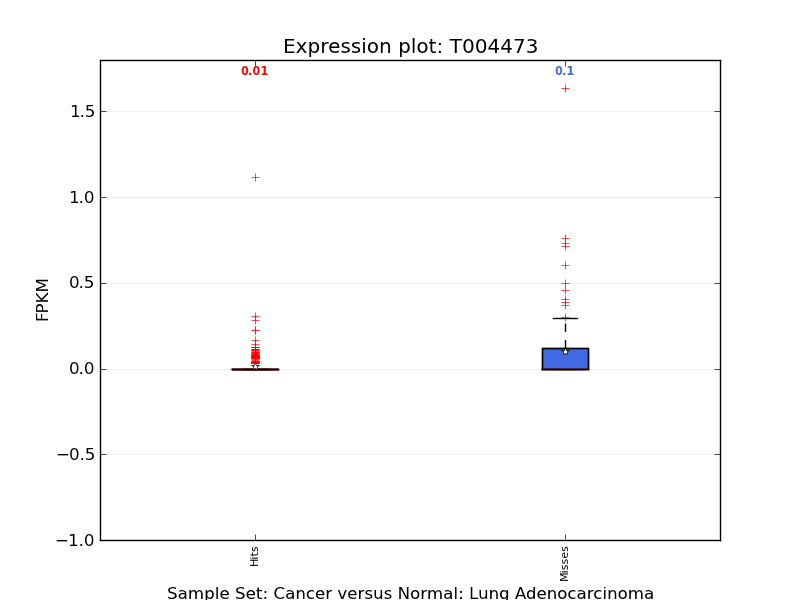 Expression plot: T004473
0.01
0.1
1.5
1.0
0.5
0.0
−0.5
−1.0
FPKM
Hits
Misses
Sample Set: Cancer versus Normal: Lung Adenocarcinoma